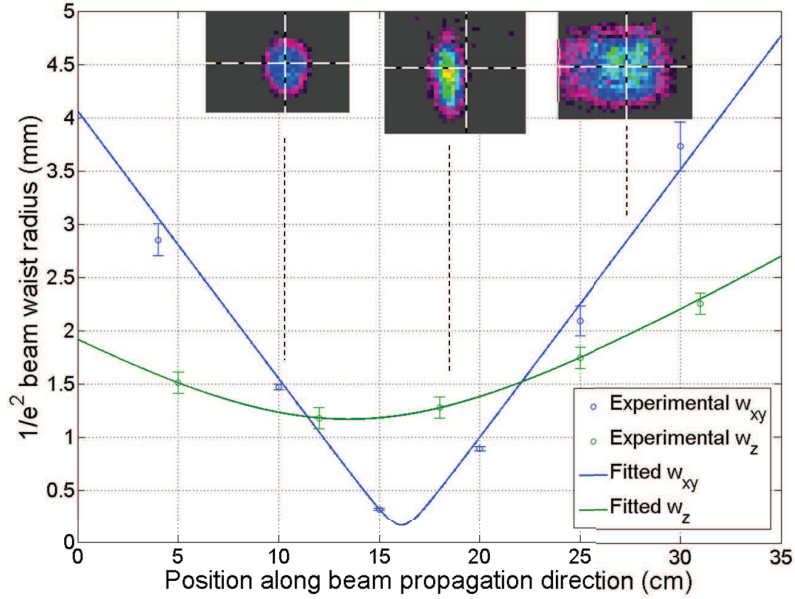 5
4.5
4
3.5
3
2.5
2
1.5
1
0.5
0
1/e² beam waist radius (mm)
0 5 10 15 20 25 30 35
Position along beam propagation direction (cm)
Experimental w_xy
Experimental w_z
Fitted w_xy
Fitted w_z